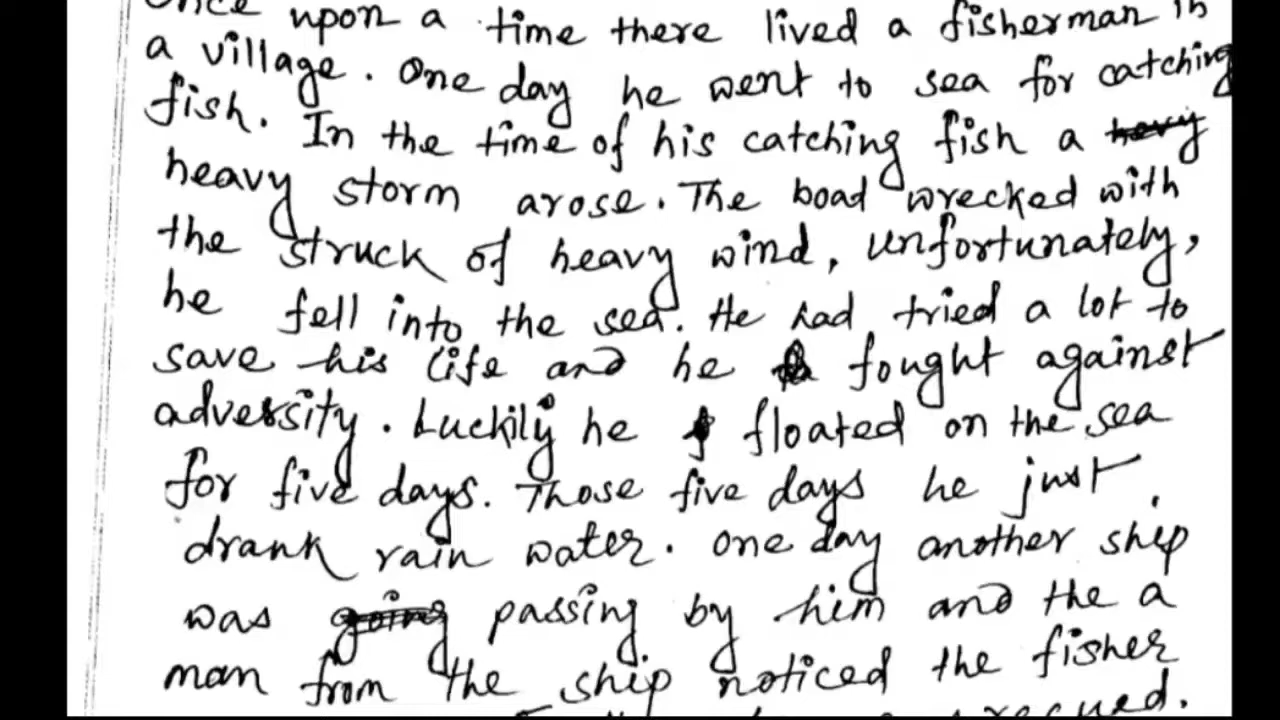 Once upon a time there lived a fisherman in
a village. One day he went to sea for catching
fish. In the time of his catching fish a heavy
heavy storm arose. The boad wrecked with
the struck of heavy wind, unfortunately,
he fell into the sea. He had tried a lot to
save his life and he fought against
adversity. Luckily he floated on the sea
for five days. Those five days he just
drank rain water. One day another ship
was going passing by him and the a
man from the ship noticed the fisher
rescued.